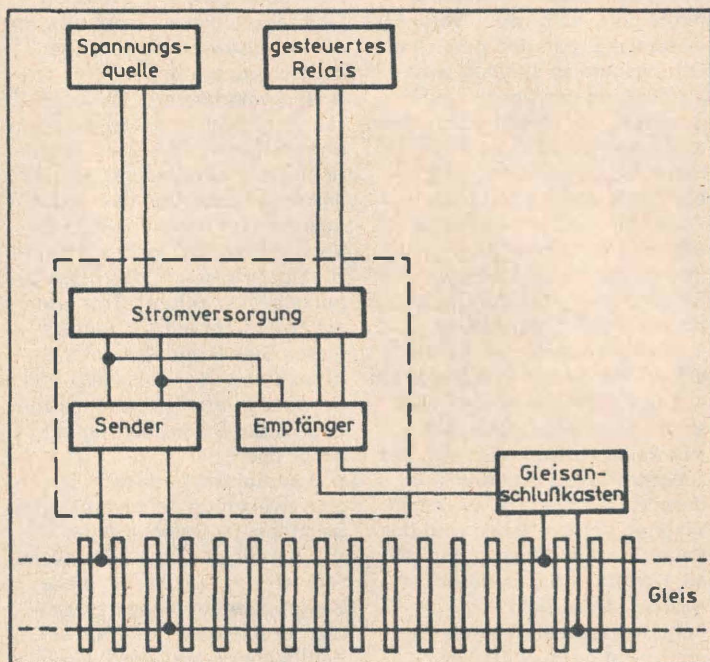 Spannungs-
quelle
gesteuertes
Relais
Stromversorgung
Sender
Empfänger
Gleisan-
schlußkasten
Gleis